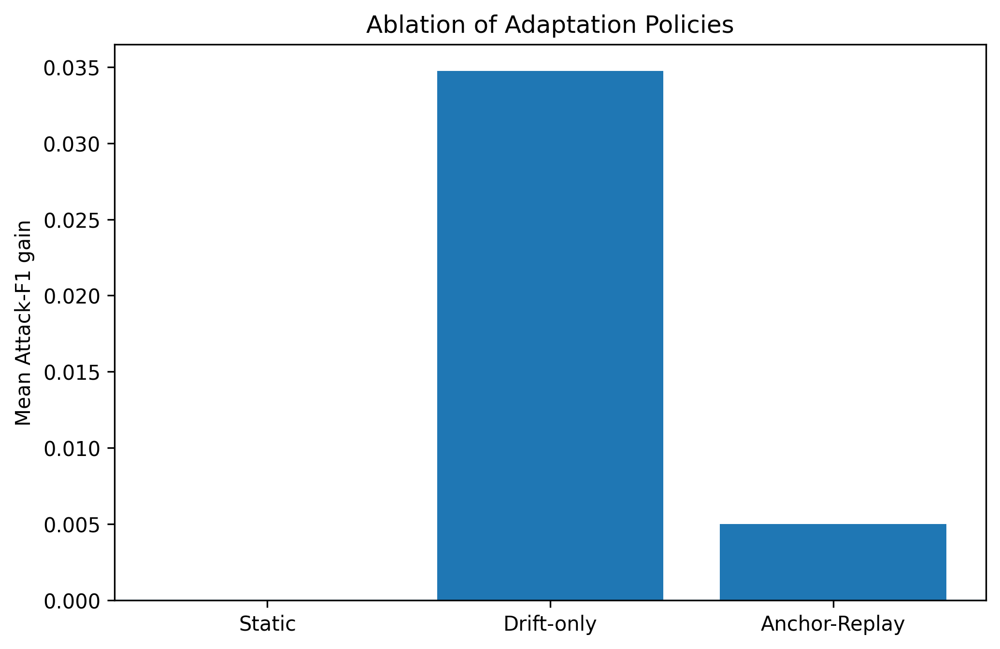 Ablation of Adaptation Policies
Mean Attack-F1 gain
0.035
0.030
0.025
0.020
0.015
0.010
0.005
0.000
Static
Drift-only
Anchor-Replay